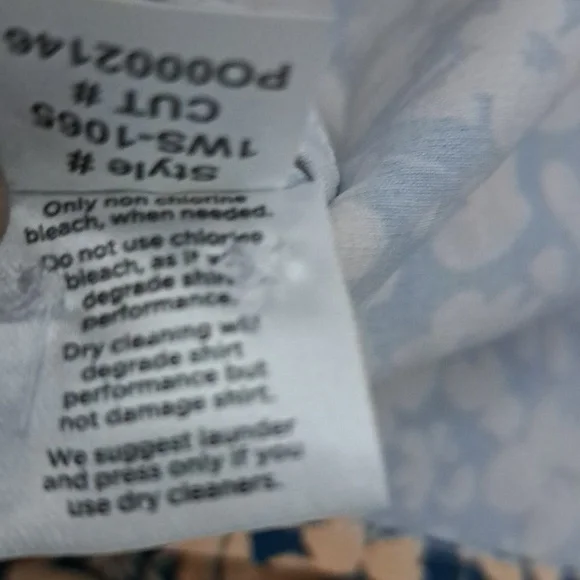 Style #
1WS-1065
CUT #
PO00002146
Only non chlorine
bleach, when needed.
Do not use chlorine
bleach, as it
degrade shirt
performance.
Dry cleaning will
degrade shirt
performance but
not damage shirt.
We suggest launder
and press only if you
use dry cleaners.